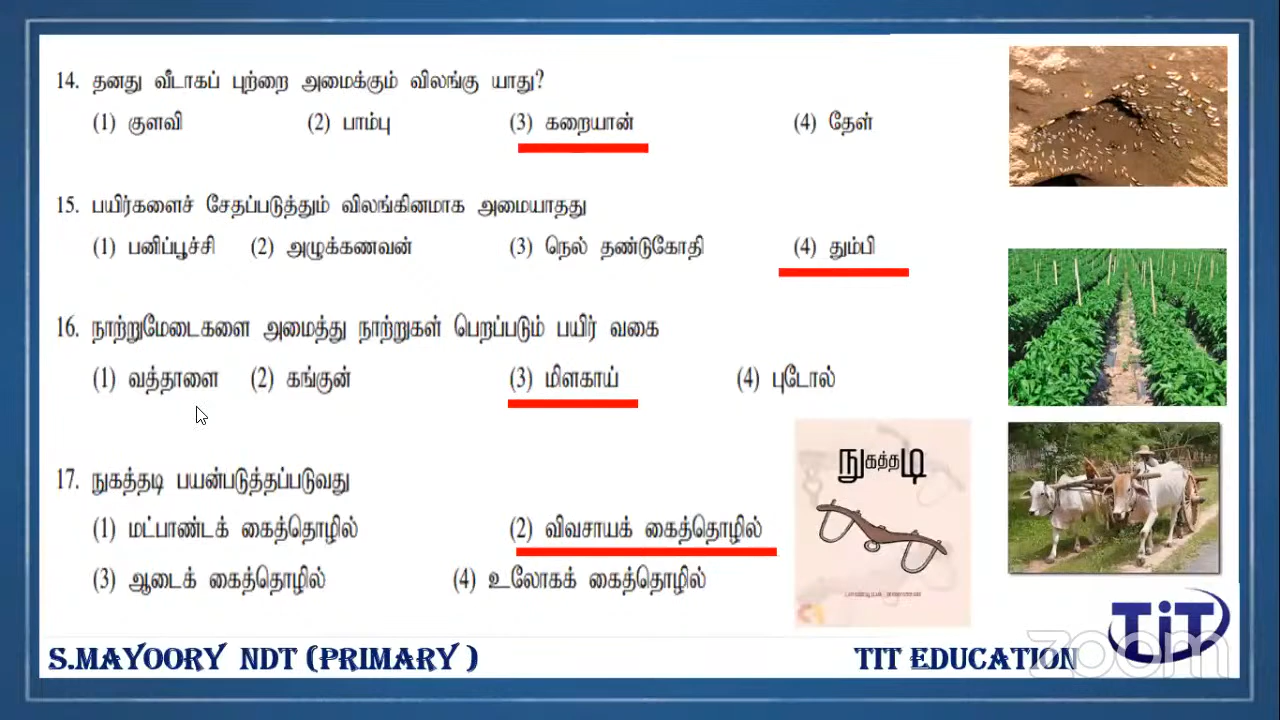 14. தனது வீடாகப் புற்றை அமைக்கும் விலங்கு யாது?
(1) குளவி (2) பாம்பு (3) கறையான் (4) தேள்
15. பயிர்களைச் சேதப்படுத்தும் விலங்கினமாக அமையாதது
(1) பனிப்பூச்சி (2) அழுக்கணவன் (3) நெல் தண்டுகோதி (4) தும்பி
16. நாற்றுமேடைகளை அமைத்து நாற்றுகள் பெறப்படும் பயிர் வகை
(1) வத்தாளை (2) கங்குன் (3) மிளகாய் (4) புடோல்
நுகத்தடி
17. நுகத்தடி பயன்படுத்தப்படுவது
(1) மட்பாண்டக் கைத்தொழில் (2) விவசாயக் கைத்தொழில்
(3) ஆடைக் கைத்தொழில் (4) உலோகக் கைத்தொழில்
TiT
S.MAYOORY NDT (PRIMARY )
TIT EDUCATION
zoom